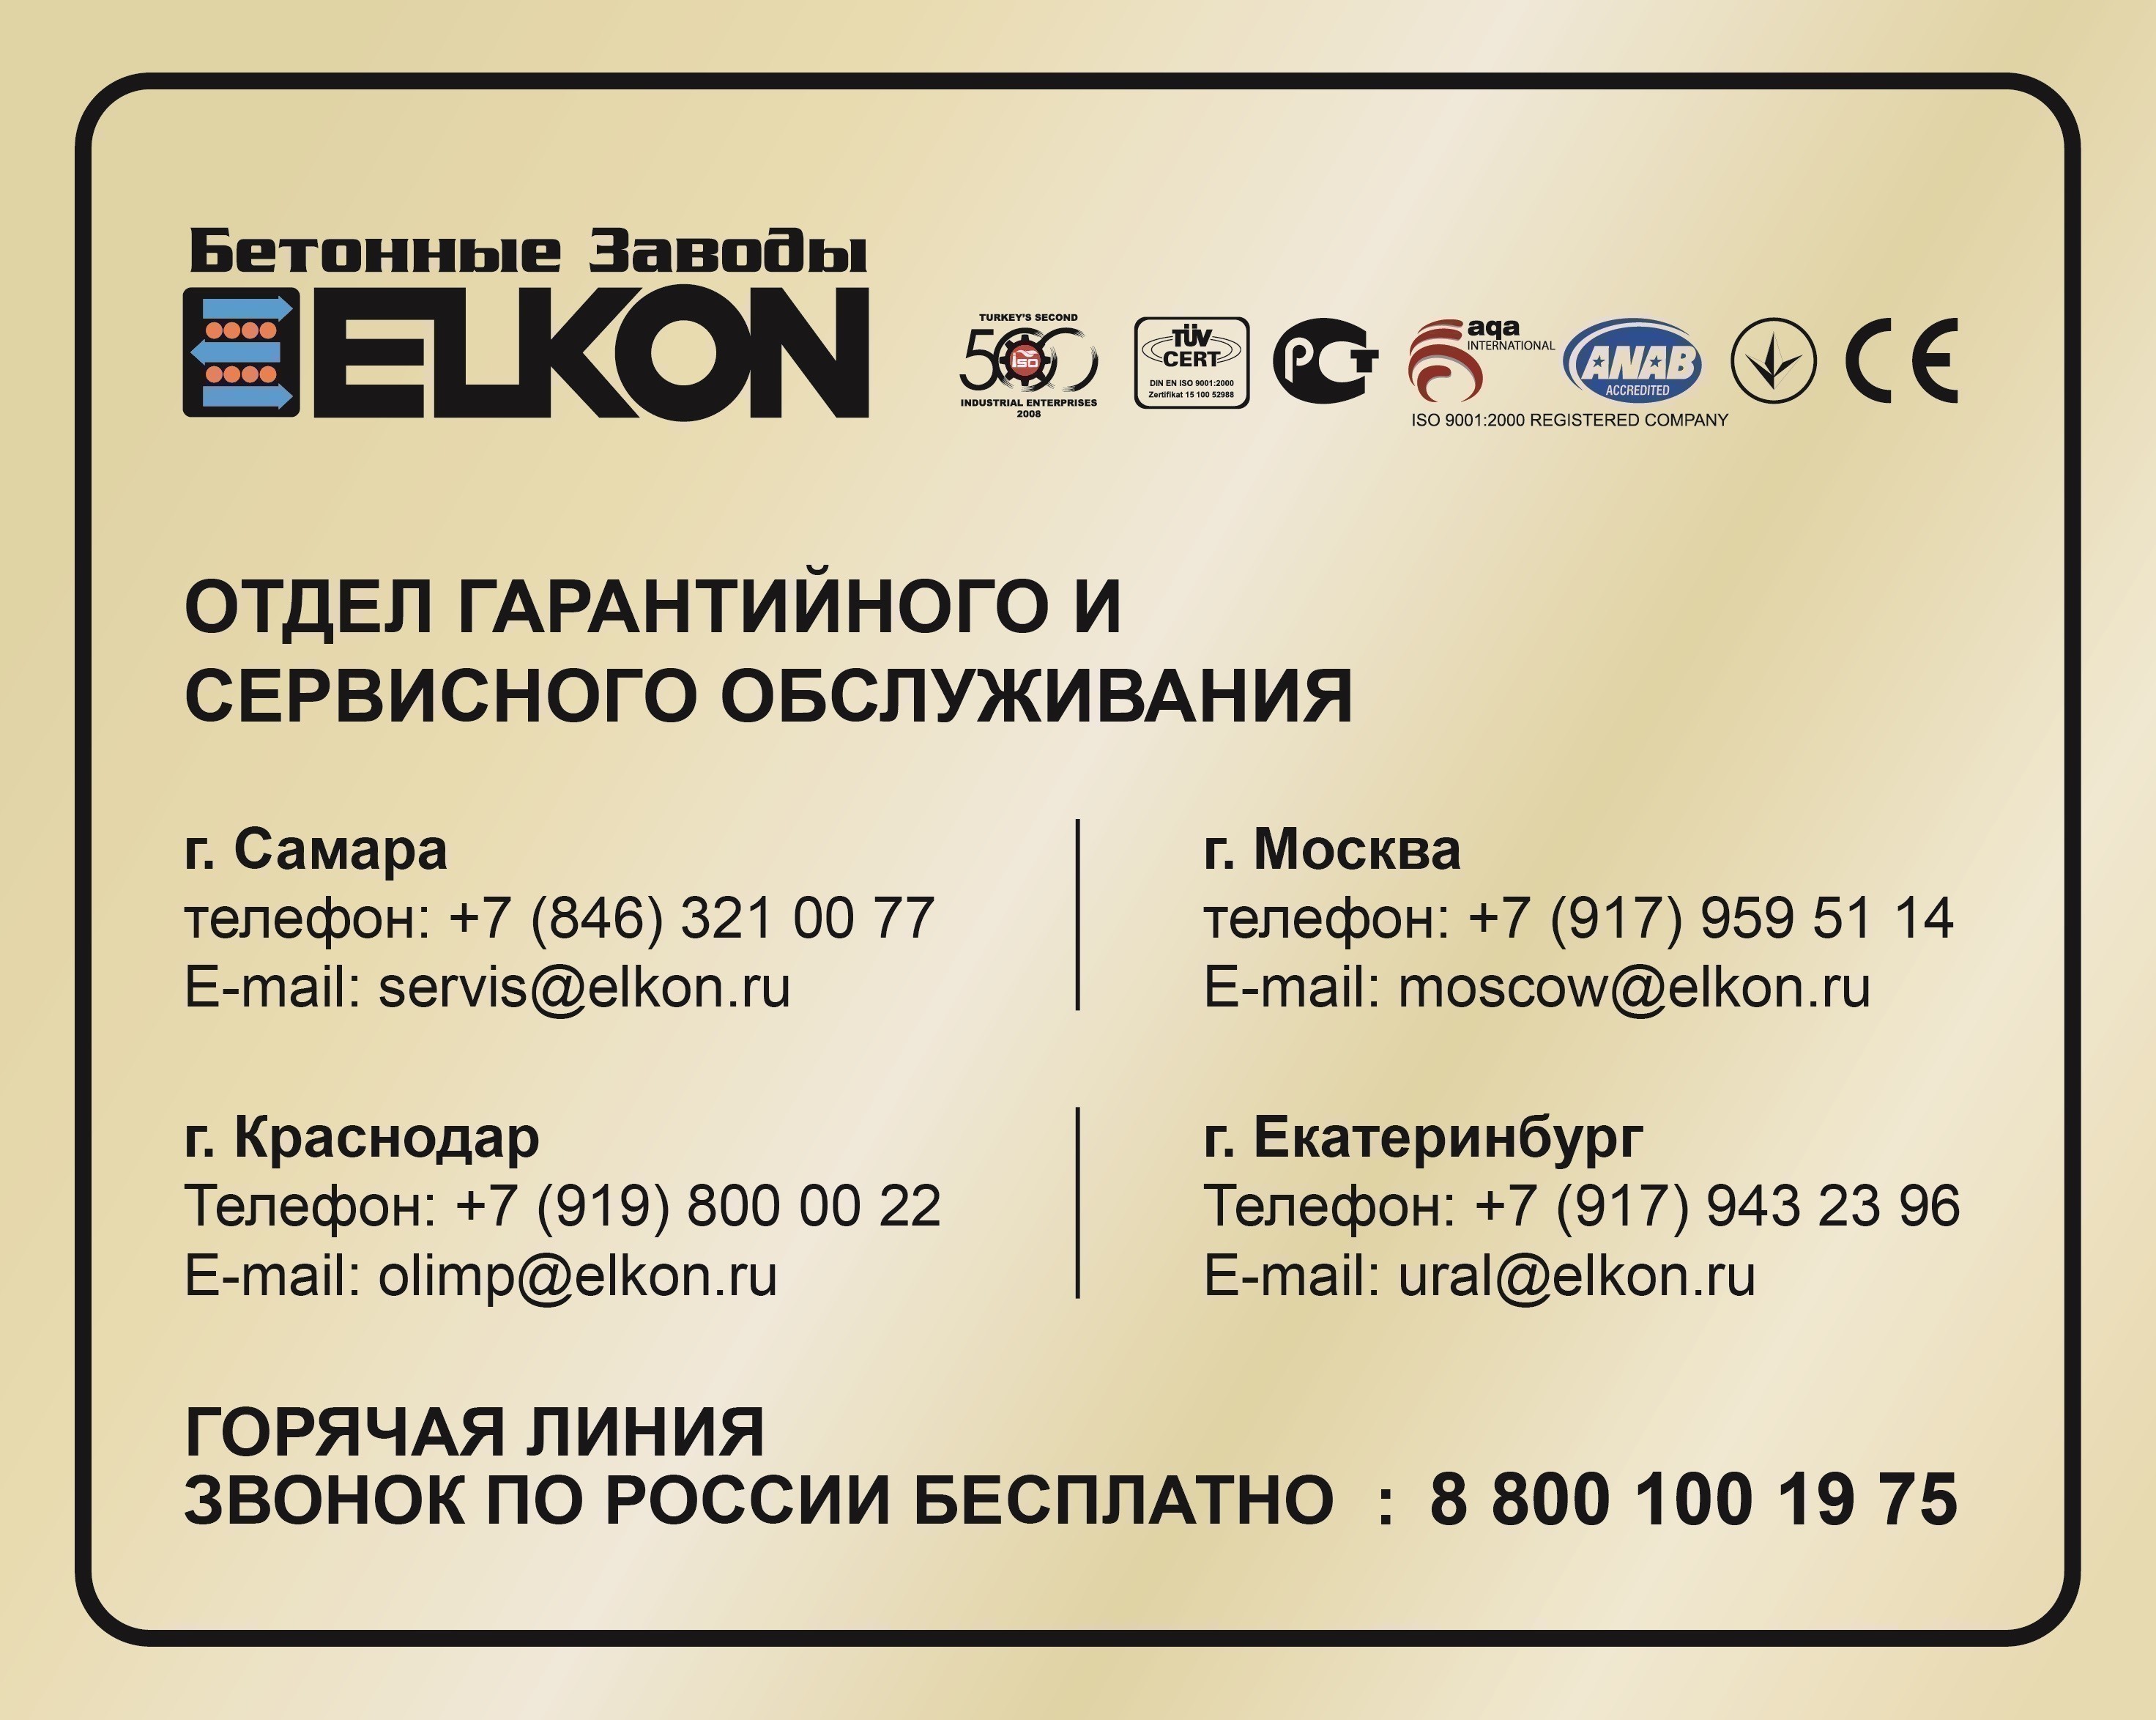 Бетонные Заводы
ELKON
TURKEY'S SECOND
500
iso
INDUSTRIAL ENTERPRISES
2008
TÜV
CERT
DIN EN ISO 9001:2000
Zertifikat 15 100 52988
РСТ
aqa
INTERNATIONAL
ANAB
ACCREDITED
ISO 9001:2000 REGISTERED COMPANY
CE
ОТДЕЛ ГАРАНТИЙНОГО И
СЕРВИСНОГО ОБСЛУЖИВАНИЯ
г. Самара
телефон: +7 (846) 321 00 77
E-mail: servis@elkon.ru
г. Москва
телефон: +7 (917) 959 51 14
E-mail: moscow@elkon.ru
г. Краснодар
Телефон: +7 (919) 800 00 22
E-mail: olimp@elkon.ru
г. Екатеринбург
Телефон: +7 (917) 943 23 96
E-mail: ural@elkon.ru
ГОРЯЧАЯ ЛИНИЯ
ЗВОНОК ПО РОССИИ БЕСПЛАТНО : 8 800 100 19 75